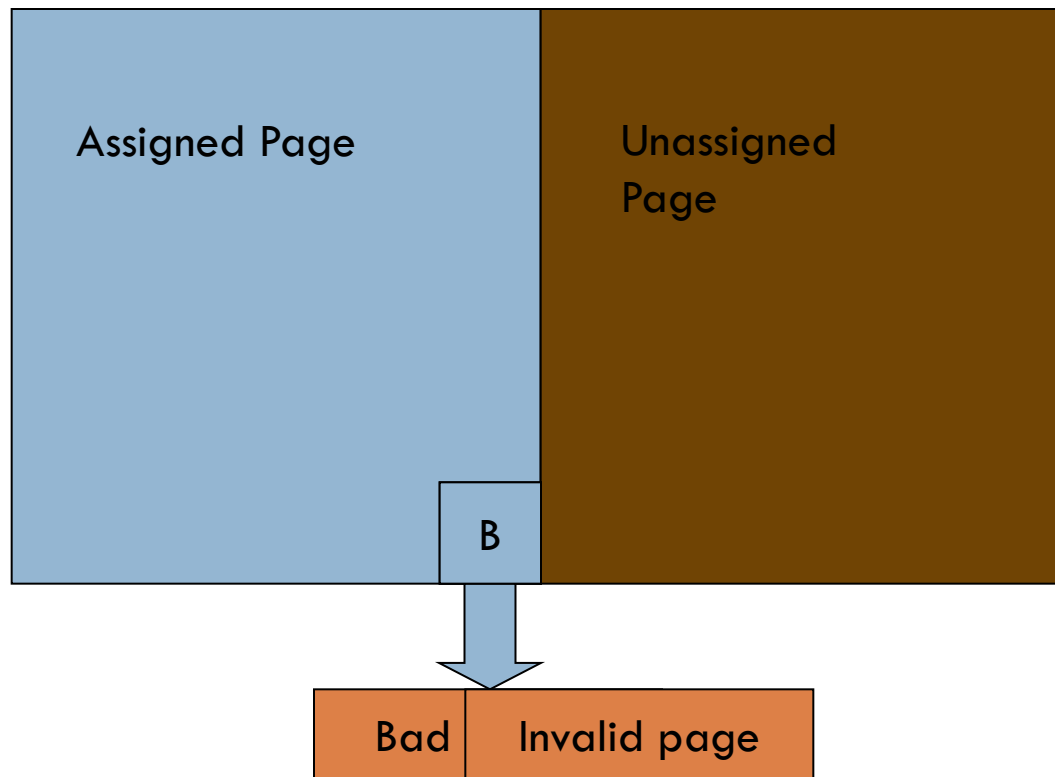 Assigned Page
Unassigned
Page
B
Bad
Invalid page